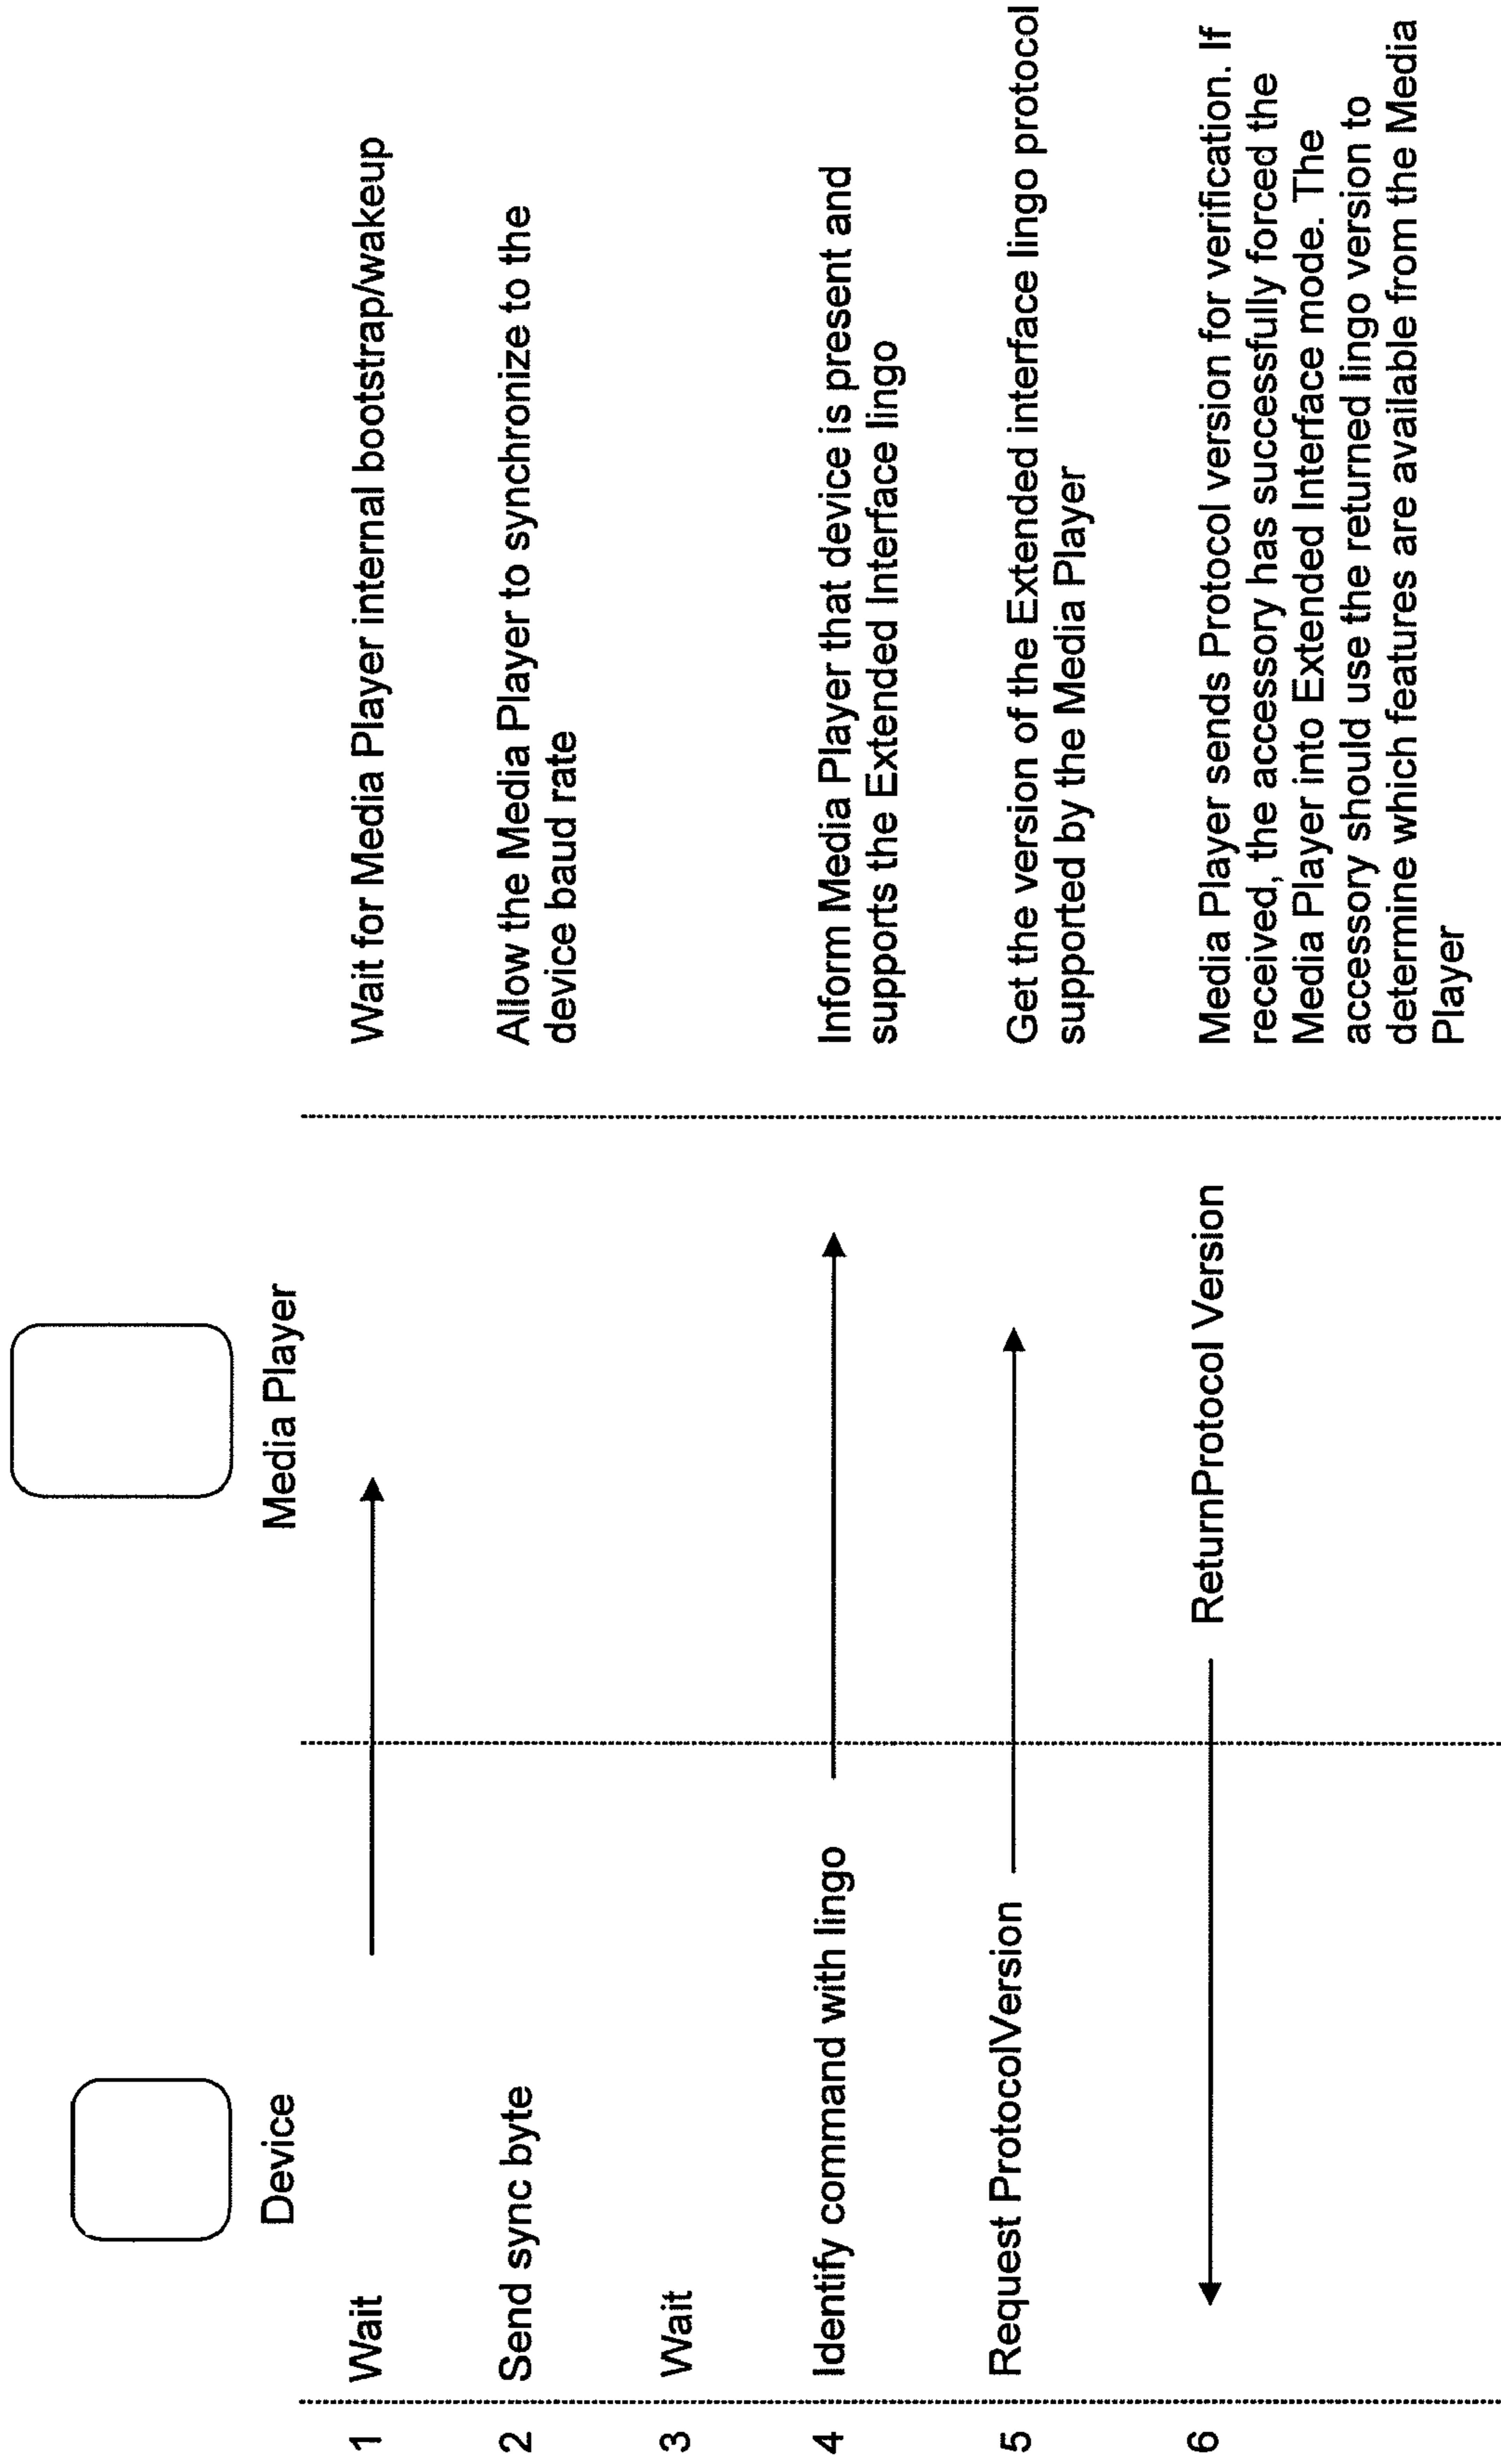 Device
Media Player
1
Wait
Wait for Media Player internal bootstrap/wakeup
2
Send sync byte
Allow the Media Player to synchronize to the
device baud rate
3
Wait
4
Identify command with lingo
Inform Media Player that device is present and
supports the Extended Interface lingo
5
Request ProtocolVersion
Get the version of the Extended interface lingo protocol
supported by the Media Player
6
ReturnProtocol Version
Media Player sends Protocol version for verification. If
received, the accessory has successfully forced the
Media Player into Extended Interface mode. The
accessory should use the returned lingo version to
determine which features are available from the Media
Player